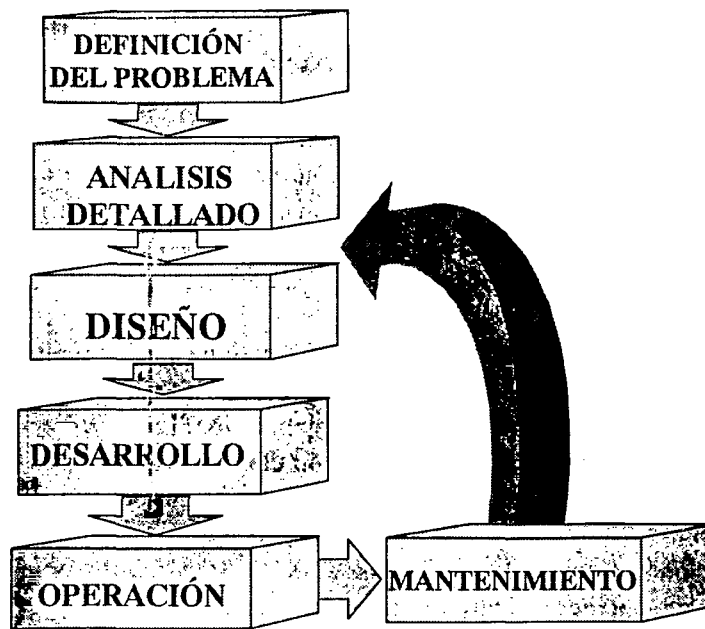 DEFINICIÓN
DEL PROBLEMA
ANALISIS
DETALLADO
DISEÑO
DESARROLLO
OPERACIÓN
MANTENIMIENTO